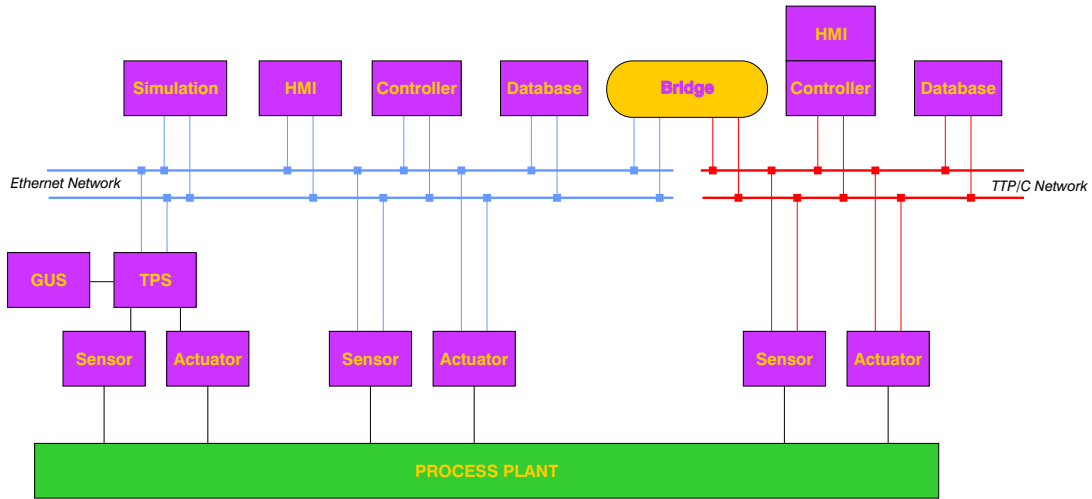 HMI
Simulation
HMI
Controller
Database
Bridge
Controller
Database
Ethernet Network
TTP/C Network
GUS
TPS
Sensor
Actuator
Sensor
Actuator
Sensor
Actuator
PROCESS PLANT